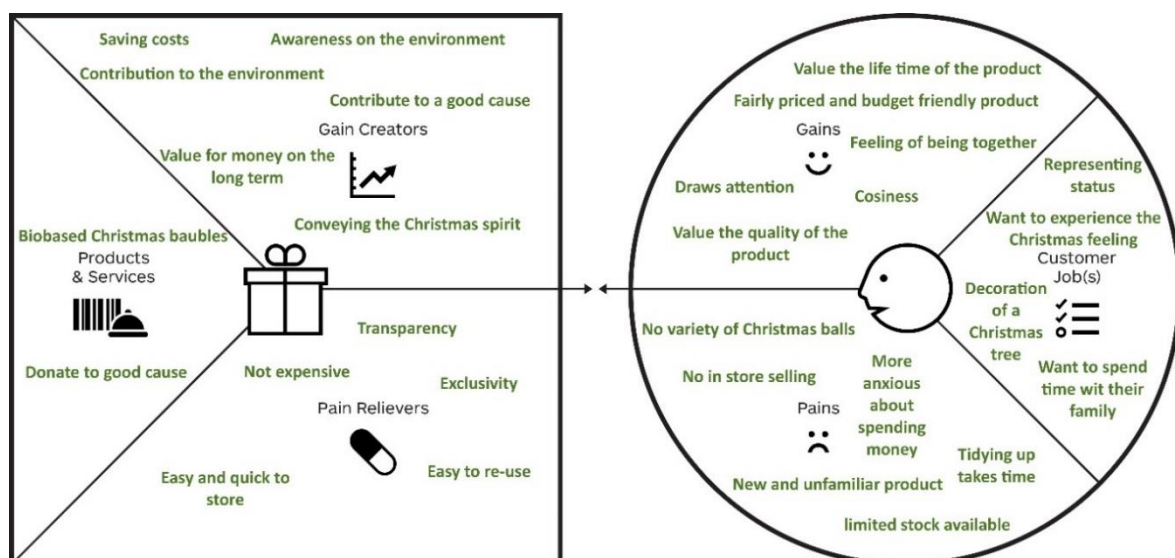 Saving costs
Awareness on the environment
Contribution to the environment
Contribute to a good cause
Gain Creators
Value for money on the
long term
Conveying the Christmas spirit
Biobased Christmas baubles
Products
& Services
Donate to good cause
Transparency
Not expensive
Exclusivity
Pain Relievers
Easy and quick to
store
Easy to re-use
Value the life time of the product
Fairly priced and budget friendly product
Gains
Feeling of being together
Draws attention
Cosiness
Value the quality of the
product
Representing
status
Want to experience the
Christmas feeling
Customer
Job(s)
Decoration
of a
Christmas
tree
Want to spend
time wit their
family
No variety of Christmas balls
No in store selling
More
anxious
about
spending
money
Pains
Tidying up
takes time
New and unfamiliar product
limited stock available